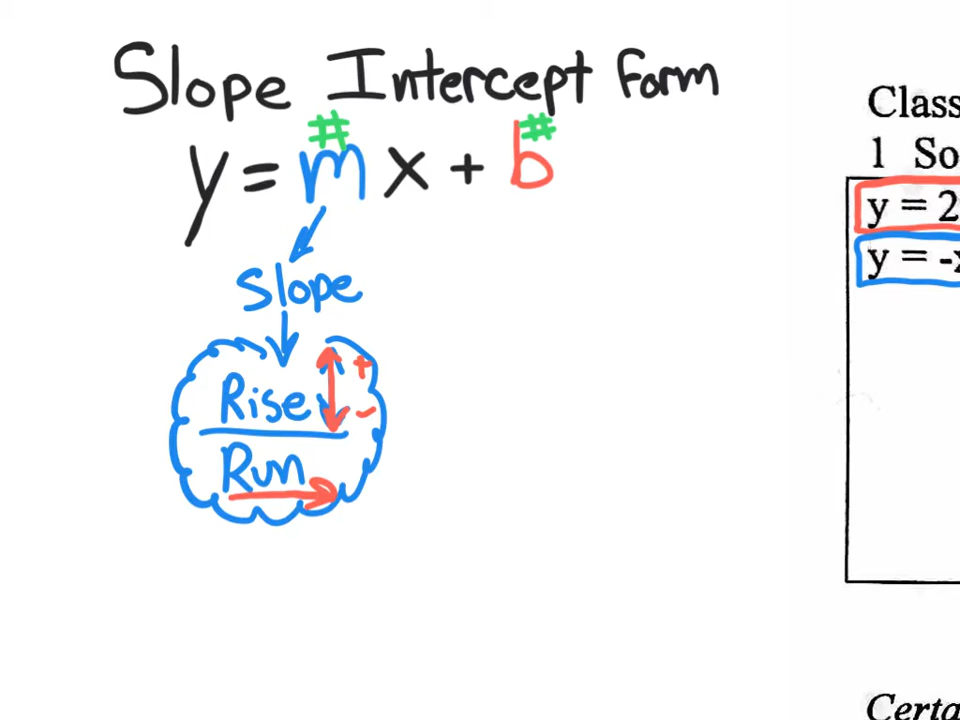 Slope Intercept Form
# #
y = m x + b
Slope
Rise + -
Run
Class
1 So
y = 2
y = -x
Certa